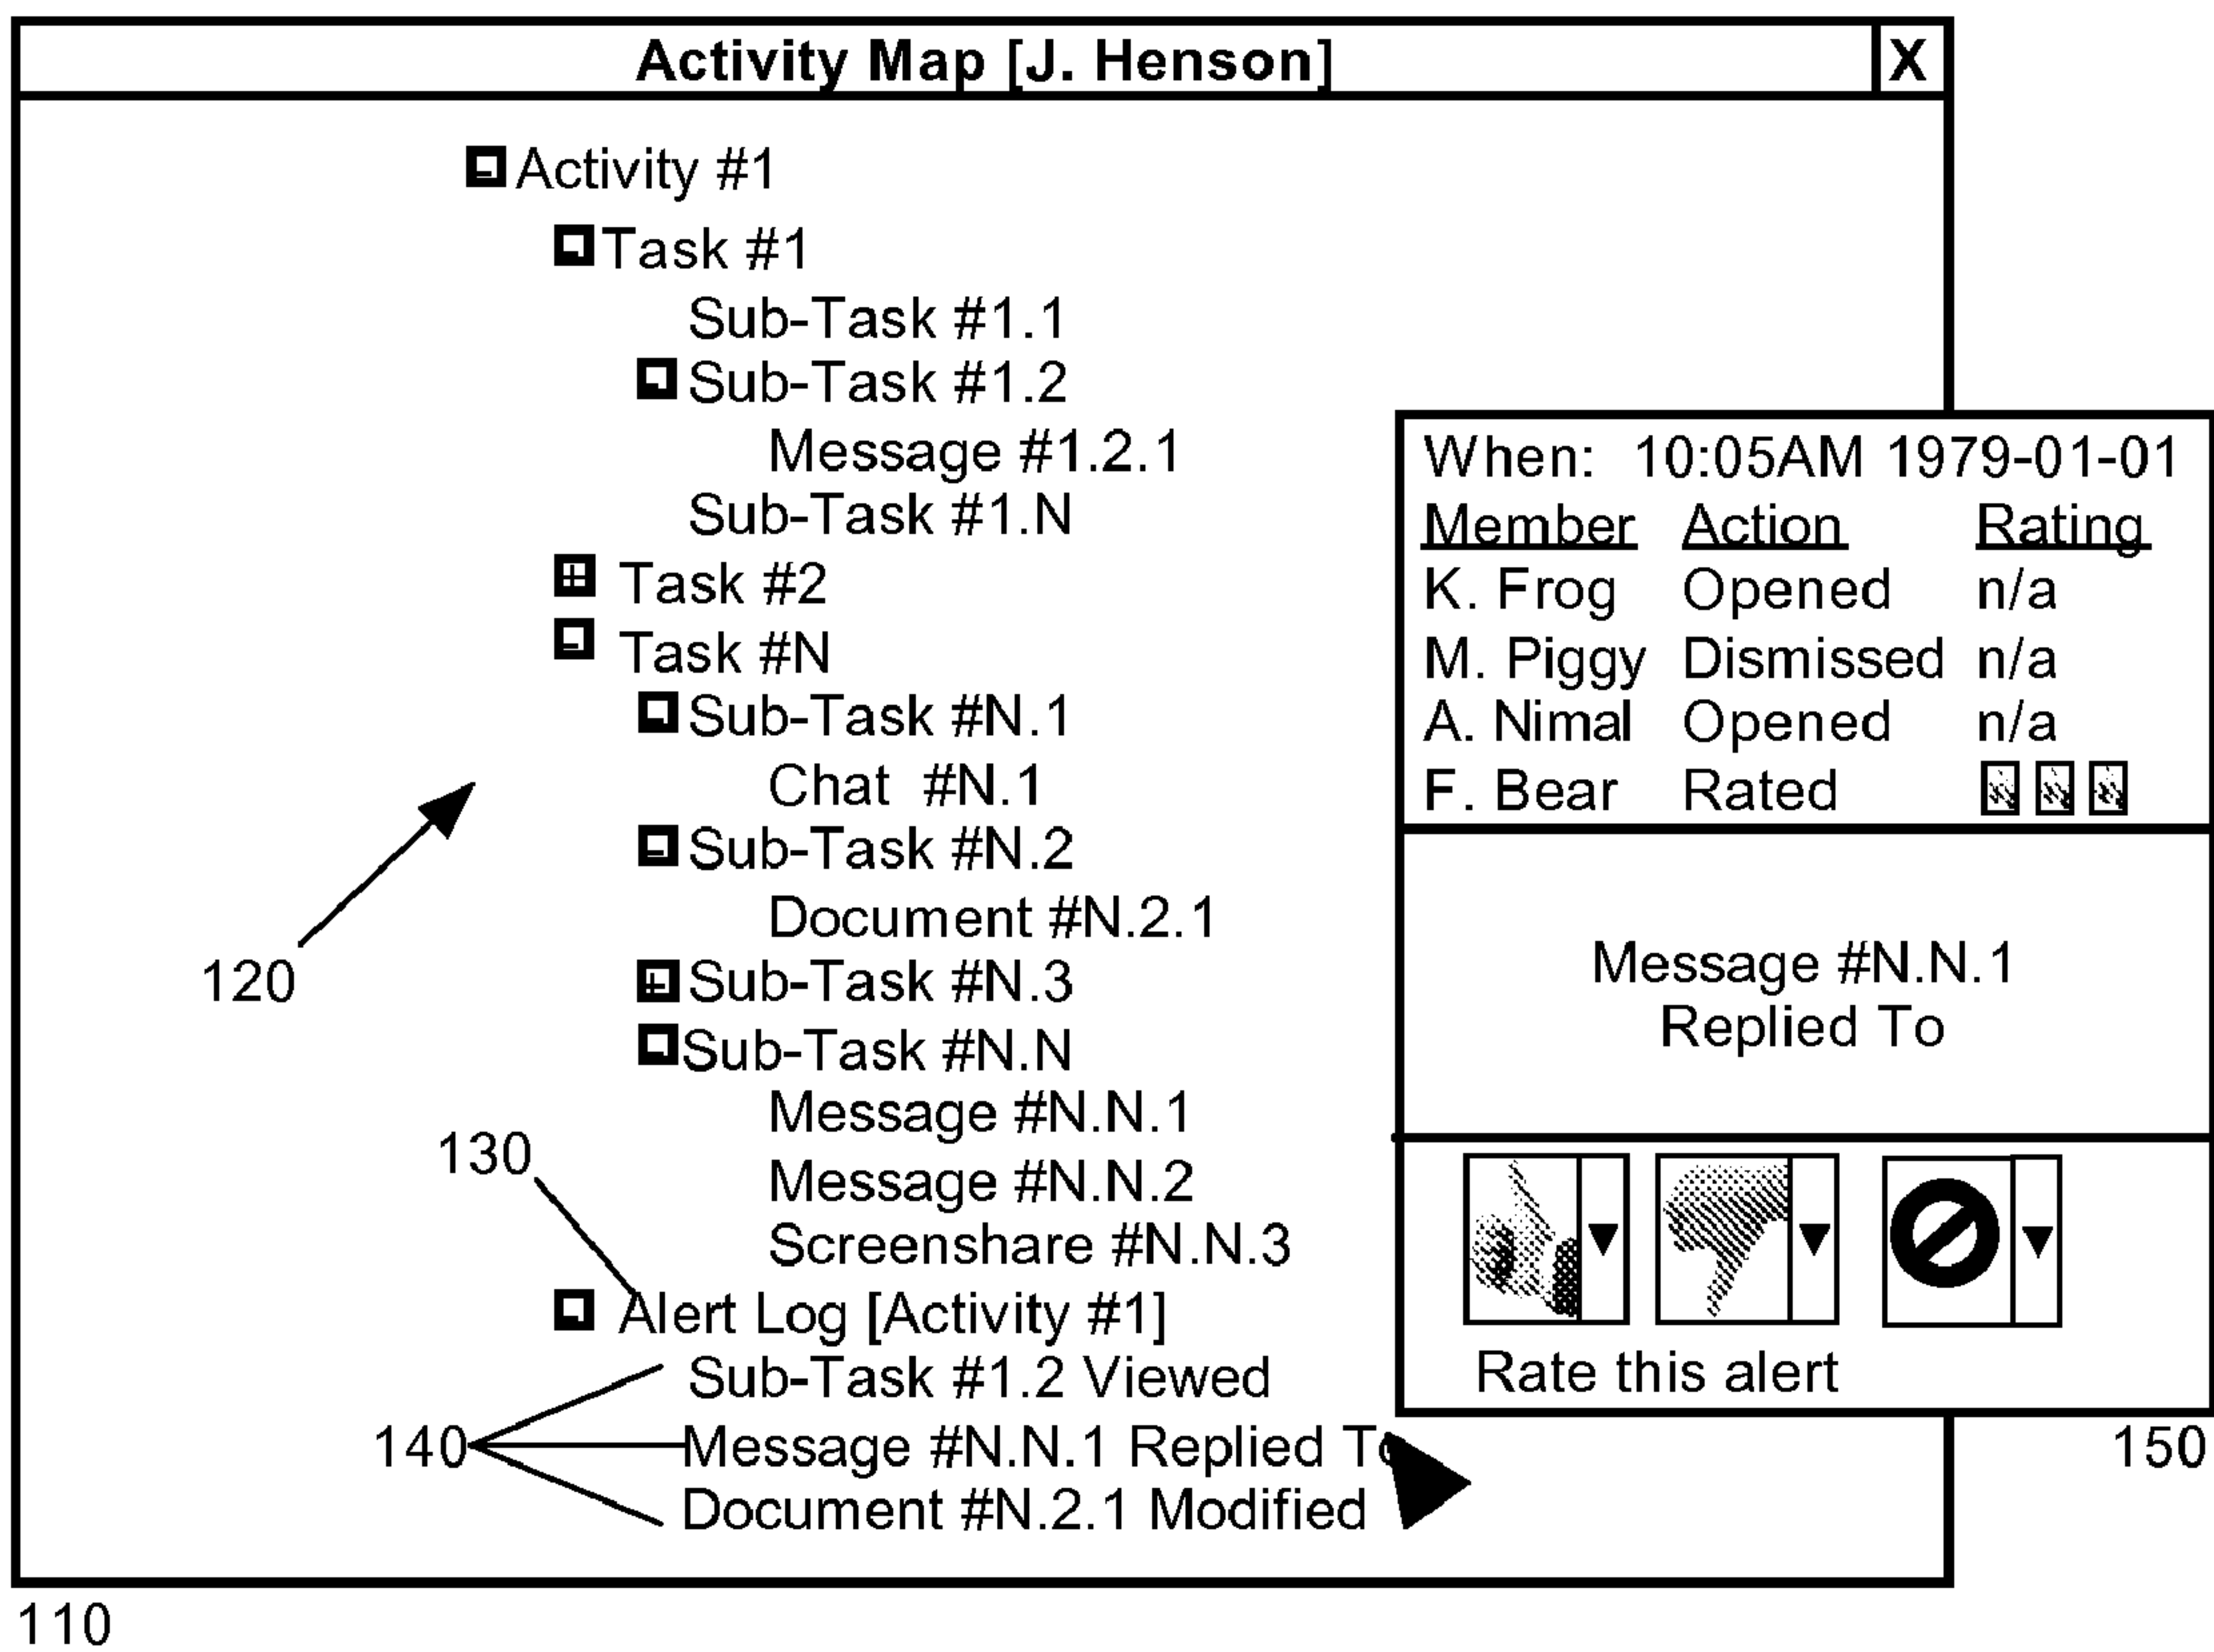 Activity Map [J. Henson] X
Activity #1
Task #1
Sub-Task #1.1
Sub-Task #1.2
Message #1.2.1
Sub-Task #1.N
Task #2
Task #N
Sub-Task #N.1
Chat #N.1
Sub-Task #N.2
Document #N.2.1
Sub-Task #N.3
Sub-Task #N.N
Message #N.N.1
Message #N.N.2
Screenshare #N.N.3
Alert Log [Activity #1]
Sub-Task #1.2 Viewed
Message #N.N.1 Replied To
Document #N.2.1 Modified
When: 10:05AM 1979-01-01
Member Action Rating
K. Frog Opened n/a
M. Piggy Dismissed n/a
A. Nimal Opened n/a
F. Bear Rated
Message #N.N.1
Replied To
Rate this alert
120
130
140
150
110